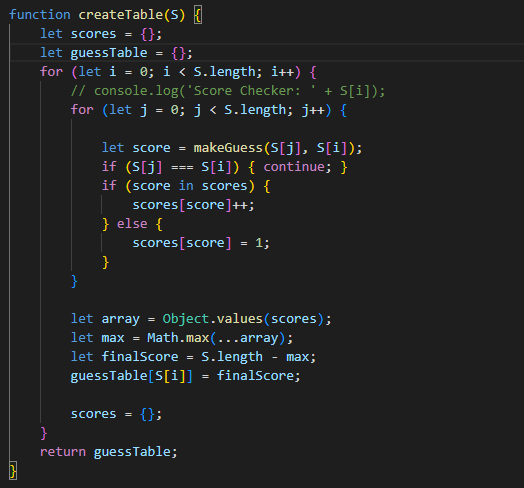 function createTable(S) {
let scores = {};
let guessTable = {};
for (let i = 0; i < S.length; i++) {
// console.log('Score Checker: ' + S[i]);
for (let j = 0; j < S.length; j++) {
let score = makeGuess(S[j], S[i]);
if (S[j] === S[i]) { continue; }
if (score in scores) {
scores[score]++;
} else {
scores[score] = 1;
}
}
let array = Object.values(scores);
let max = Math.max(...array);
let finalScore = S.length - max;
guessTable[S[i]] = finalScore;
scores = {};
}
return guessTable;
}